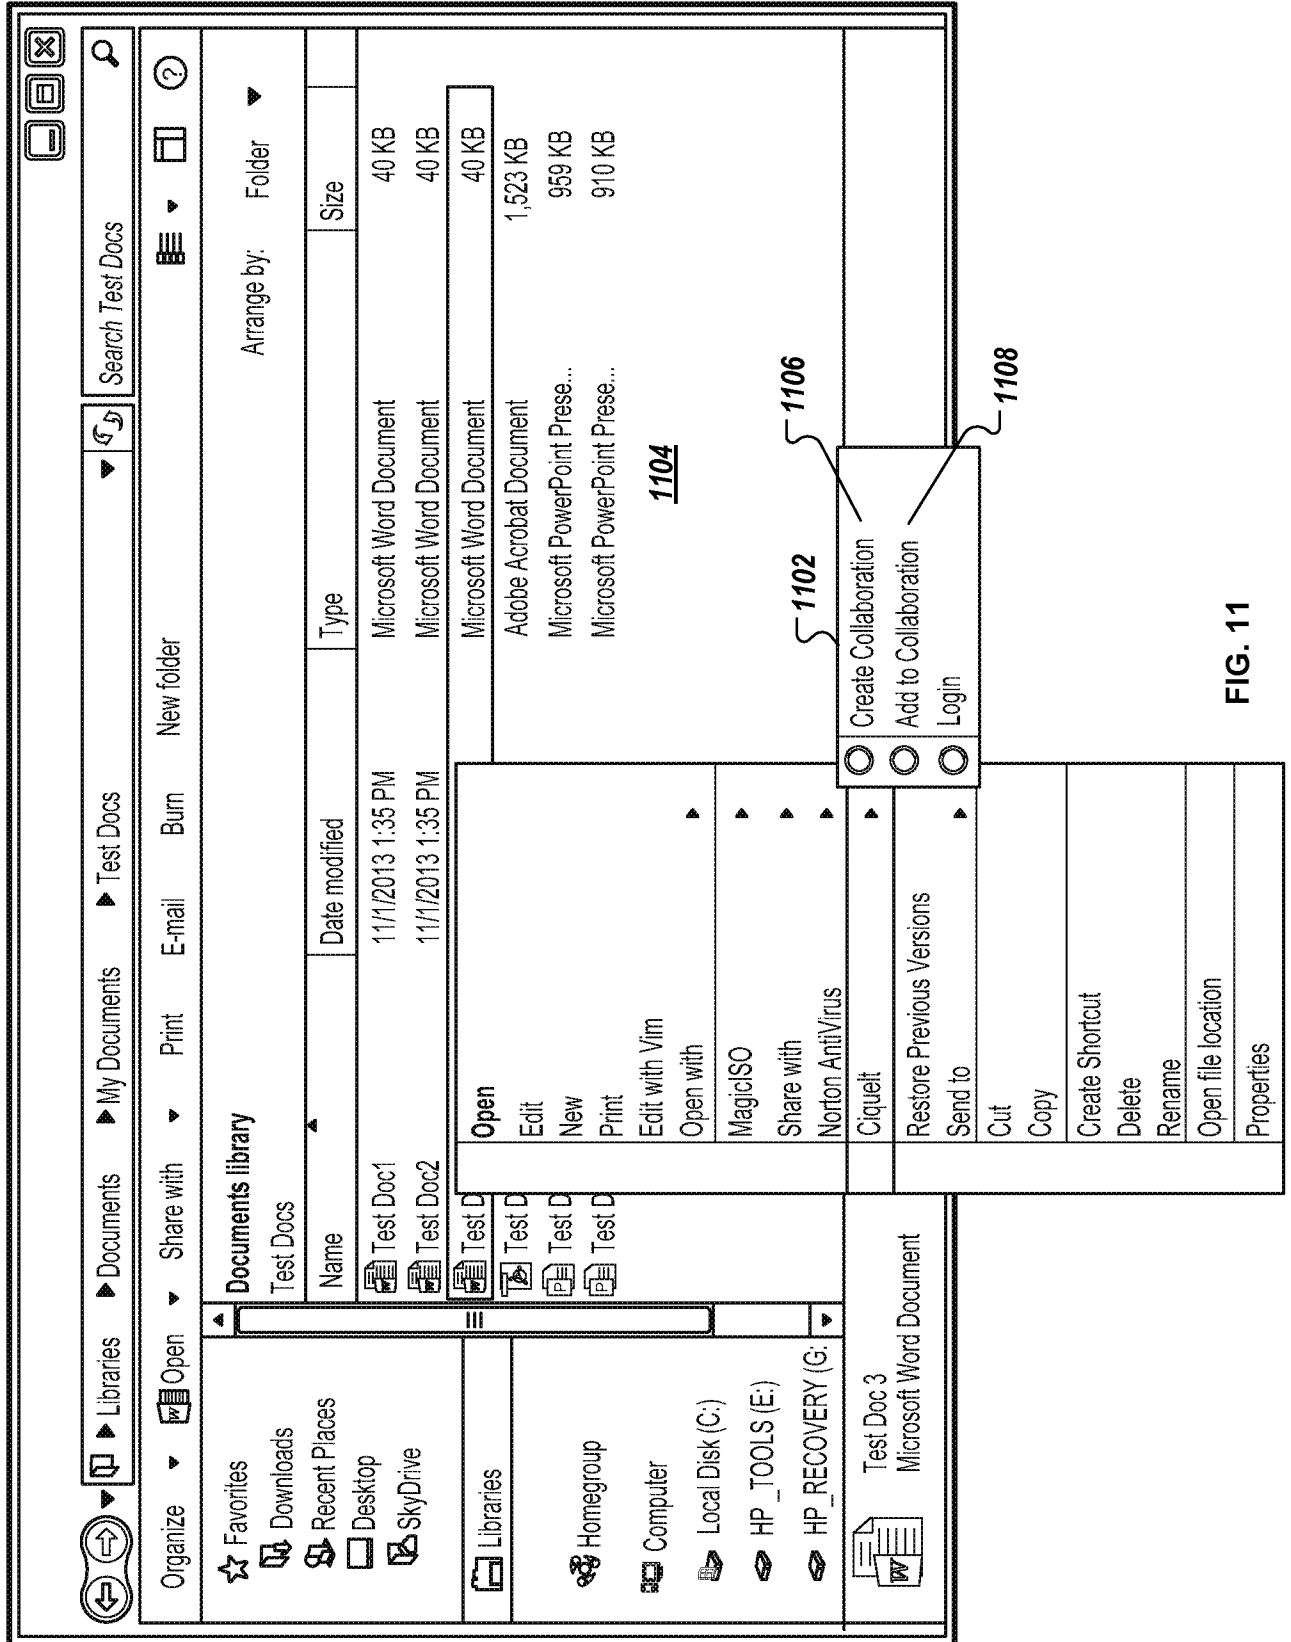 Libraries Documents My Documents Test Docs Search Test Docs
Organize Open Share with Print E-mail Burn New folder ?
Favorites
Downloads
Recent Places
Desktop
SkyDrive
Libraries
Homegroup
Computer
Local Disk (C:)
HP_TOOLS (E:)
HP_RECOVERY (G:
Documents library
Test Docs
Arrange by: Folder
Name Date modified Type Size
Test Doc1 11/1/2013 1:35 PM Microsoft Word Document 40 KB
Test Doc2 11/1/2013 1:35 PM Microsoft Word Document 40 KB
Test D Microsoft Word Document 40 KB
Test D Adobe Acrobat Document 1,523 KB
Test D Microsoft PowerPoint Prese... 959 KB
Test D Microsoft PowerPoint Prese... 910 KB
1104
Open
Edit
New
Print
Edit with Vim
Open with
MagicISO
Share with
Norton AntiVirus
CiqueIt
Restore Previous Versions
Send to
Cut
Copy
Create Shortcut
Delete
Rename
Open file location
Properties
1102
1106
Create Collaboration
Add to Collaboration
Login
1108
Test Doc 3
Microsoft Word Document
FIG. 11